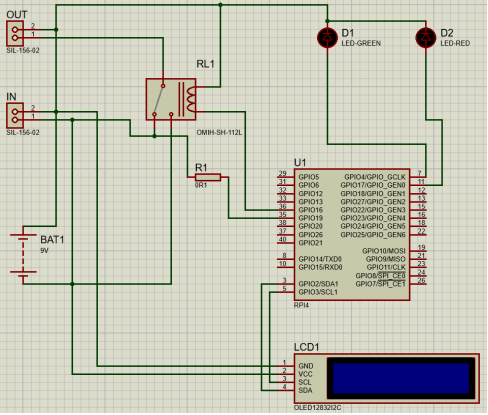 OUT
2
1
SIL-156-02
D1
LED-GREEN
D2
LED-RED
RL1
OMIH-SH-112L
IN
2
1
SIL-156-02
R1
0R1
BAT1
9V
U1
29 GPIO5 GPIO4/GPIO_GCLK 7
31 GPIO6 GPIO17/GPIO_GEN0 11
32 GPIO12 GPIO18/GPIO_GEN1 12
33 GPIO13 GPIO27/GPIO_GEN2 13
36 GPIO16 GPIO22/GPIO_GEN3 15
35 GPIO19 GPIO23/GPIO_GEN4 16
38 GPIO20 GPIO24/GPIO_GEN5 18
37 GPIO26 GPIO25/GPIO_GEN6 22
40 GPIO21
GPIO10/MOSI 19
8 GPIO14/TXD0 GPIO9/MISO 21
10 GPIO15/RXD0 GPIO11/CLK 23
GPIO8/SPI_CE0 24
3 GPIO2/SDA1 GPIO7/SPI_CE1 26
5 GPIO3/SCL1
RPI4
LCD1
1 GND
2 VCC
3 SCL
4 SDA
OLED12832I2C